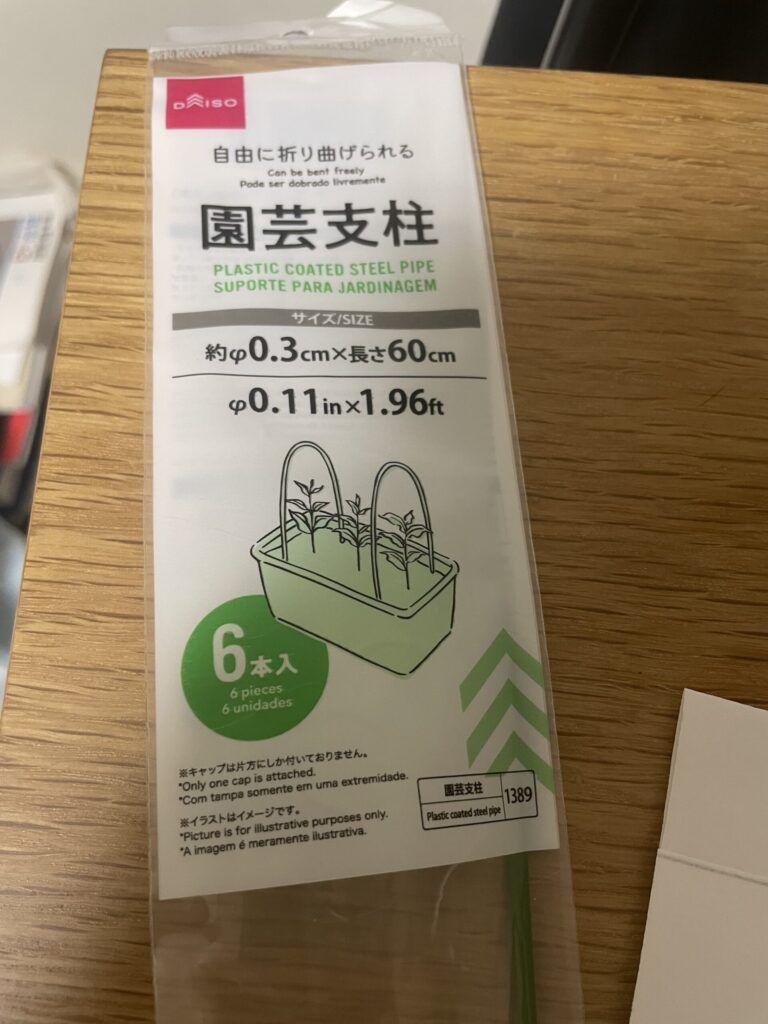 DAISO
自由に折り曲げられる
Can be bent freely
Pode ser dobrado livremente
園芸支柱
PLASTIC COATED STEEL PIPE
SUPORTE PARA JARDINAGEM
サイズ/SIZE
約φ0.3cm×長さ60cm
φ0.11in×1.96ft
6本入
6 pieces
6 unidades
※キャップは片方にしか付いておりません。
*Only one cap is attached.
*Com tampa somente em uma extremidade.
※イラストはイメージです。
*Picture is for illustrative purposes only.
*A imagem é meramente ilustrativa.
園芸支柱
Plastic coated steel pipe
1389